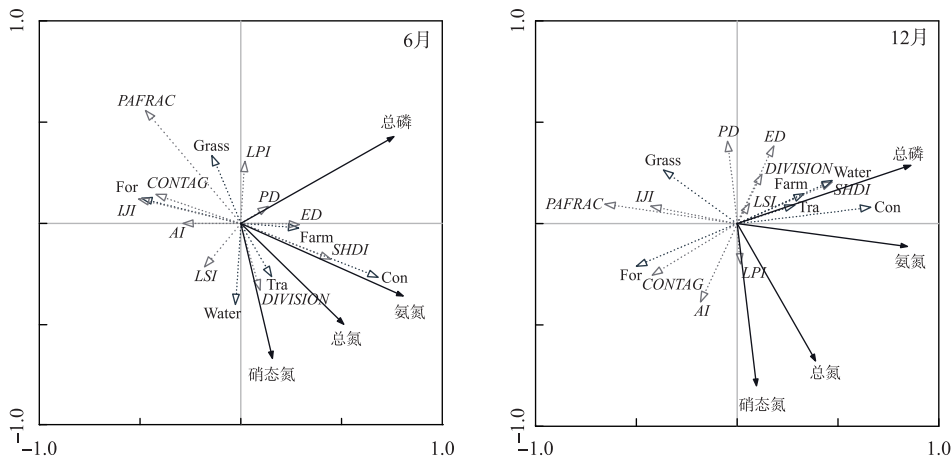 1.0
6月
PAFRAC
总磷
Grass
LPI
For
CONTAG
PD
IJI
ED
AI
Farm
SHDI
LSI
Con
Tra
DIVISION
Water
氨氮
总氮
硝态氮
-1.0
-1.0
1.0
1.0
12月
PD
ED
总磷
Grass
DIVISION
Water
Farm
SHDI
PAFRAC
IJI
LSI
Tra
Con
氨氮
For
CONTAG
LPI
AI
总氮
硝态氮
-1.0
-1.0
1.0